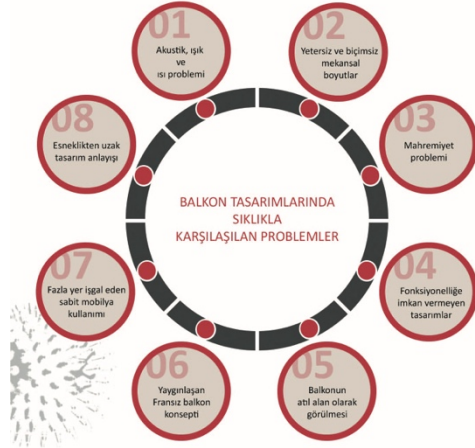 BALKON TASARIMLARINDA
SIKLIKLA
KARŞILAŞILAN PROBLEMLER
01
Akustik, ışık
ve
ısı problemi
02
Yetersiz ve biçimsiz
mekansal
boyutlar
03
Mahremiyet
problemi
04
Fonksiyonelliğe
imkan vermeyen
tasarımlar
05
Balkonun
atıl alan olarak
görülmesi
06
Yaygınlaşan
Fransız balkon
konsepti
07
Fazla yer işgal eden
sabit mobilya
kullanımı
08
Esneklikten uzak
tasarım anlayışı